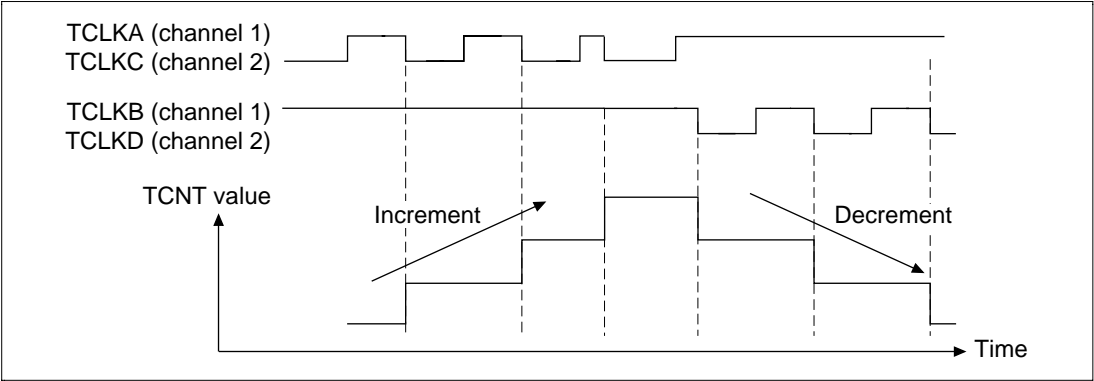 TCLKA (channel 1)
TCLKC (channel 2)
TCLKB (channel 1)
TCLKD (channel 2)
TCNT value
Increment
Decrement
Time